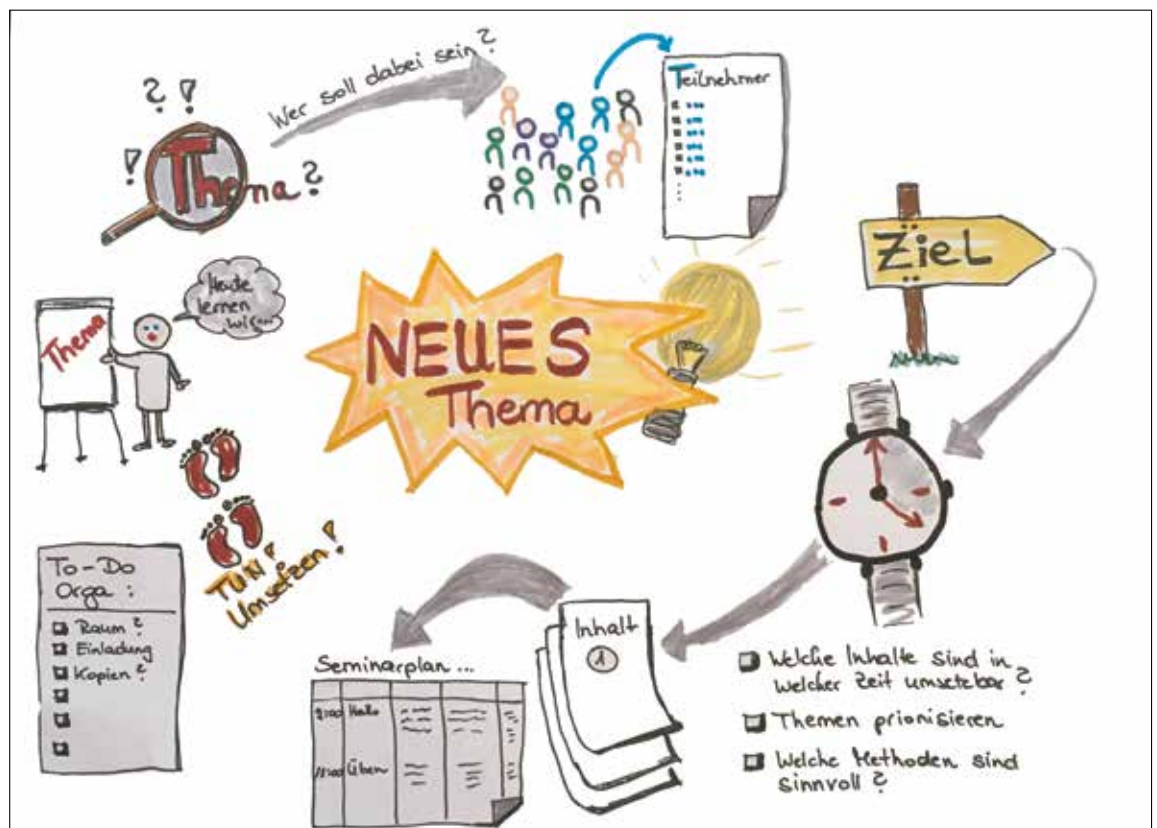 ? !
! Thema?
Wer soll dabei sein?
Teilnehmer
Ziel
NEUES
Thema
Heute
lernen
wir...
Thema
TUN!
Umsetzen!
To-Do
Orga:
Raum?
Einladung
Kopien?
Seminarplan...
9:00 Hallo
11:00 Üben
Inhalt
1
Welche Inhalte sind in
welcher Zeit umsetzbar?
Themen priorisieren
Welche Methoden sind
sinnvoll?